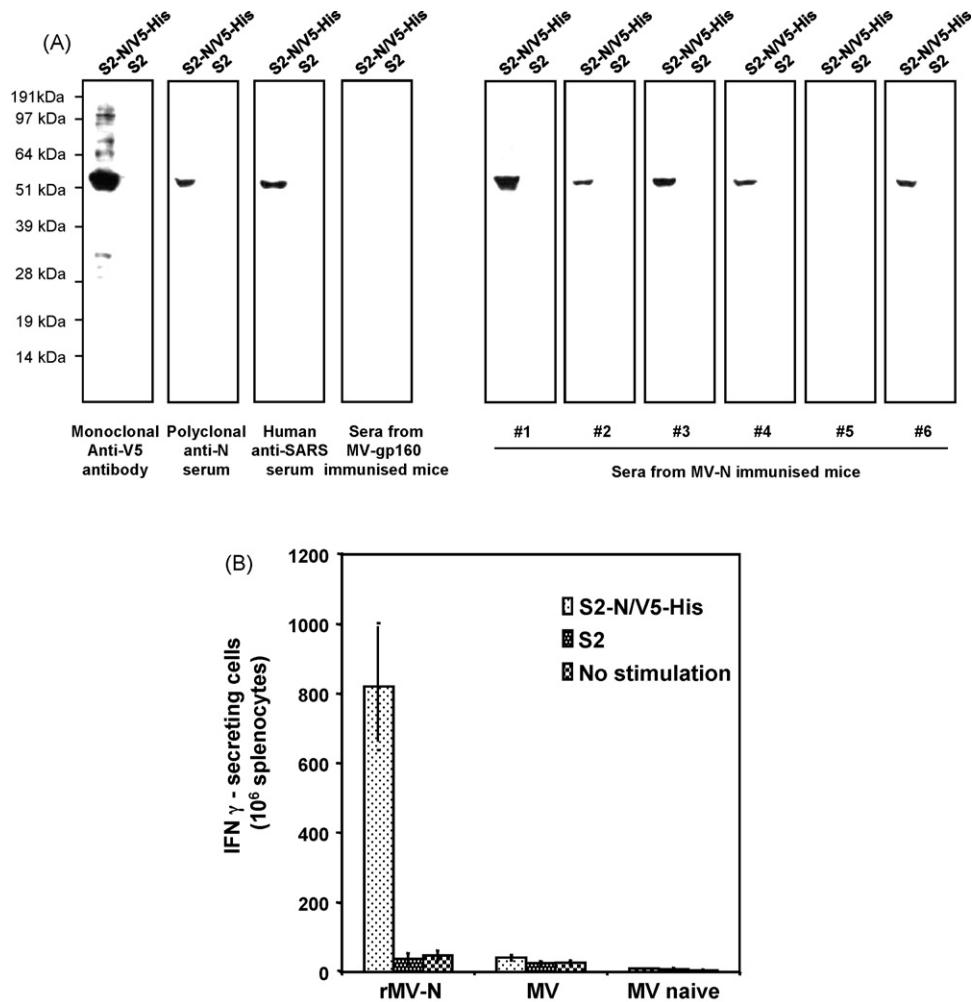 (A)
S2-N/V5-His
S2
S2-N/V5-His
S2
S2-N/V5-His
S2
S2-N/V5-His
S2
S2-N/V5-His
S2
S2-N/V5-His
S2
S2-N/V5-His
S2
S2-N/V5-His
S2
S2-N/V5-His
S2
S2-N/V5-His
S2
191kDa
97 kDa
64 kDa
51 kDa
39 kDa
28 kDa
19 kDa
14 kDa
Monoclonal
Anti-V5
antibody
Polyclonal
anti-N
serum
Human
anti-SARS
serum
Sera from
MV-gp160
immunised mice
#1
#2
#3
#4
#5
#6
Sera from MV-N immunised mice
(B)
IFN γ - secreting cells
(10⁶ splenocytes)
1200
1000
800
600
400
200
0
S2-N/V5-His
S2
No stimulation
rMV-N
MV
MV naive